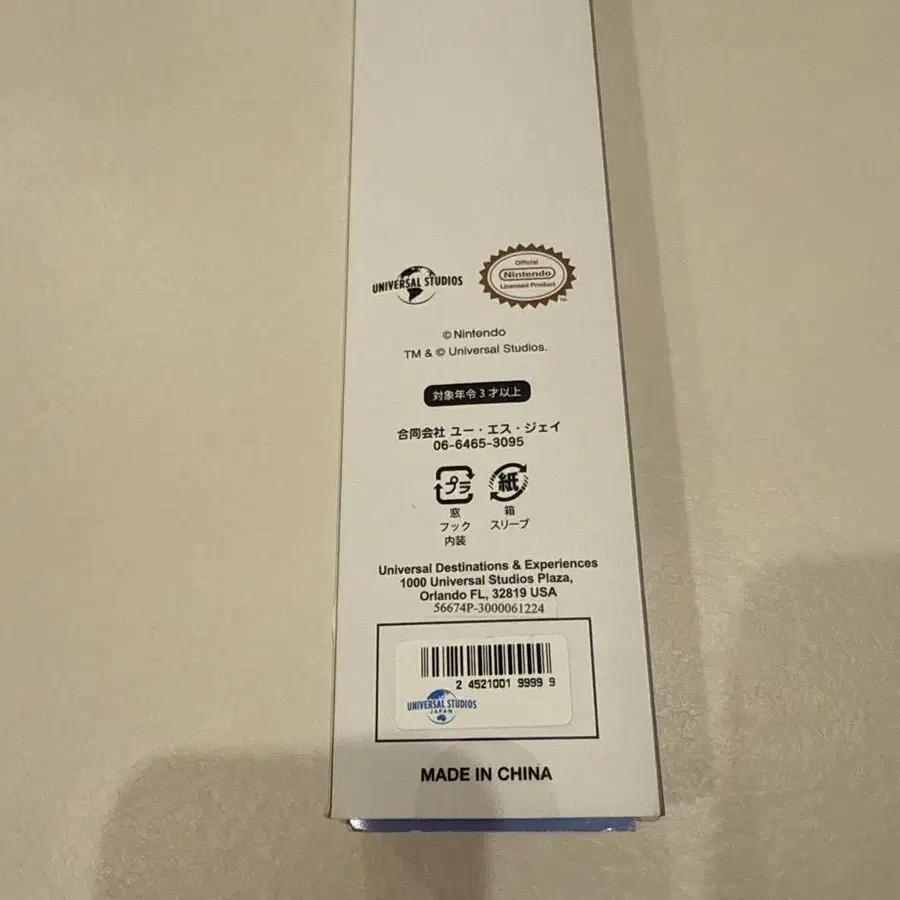 UNIVERSAL STUDIOS
Official
Nintendo
Licensed Product
TM
© Nintendo
TM & © Universal Studios.
対象年令3才以上
合同会社 ユー・エス・ジェイ
06-6465-3095
プラ 紙
窓 箱
フック スリーブ
内装
Universal Destinations & Experiences
1000 Universal Studios Plaza,
Orlando FL, 32819 USA
56674P-3000061224
2 4521001 9999 9
UNIVERSAL STUDIOS
JAPAN
MADE IN CHINA